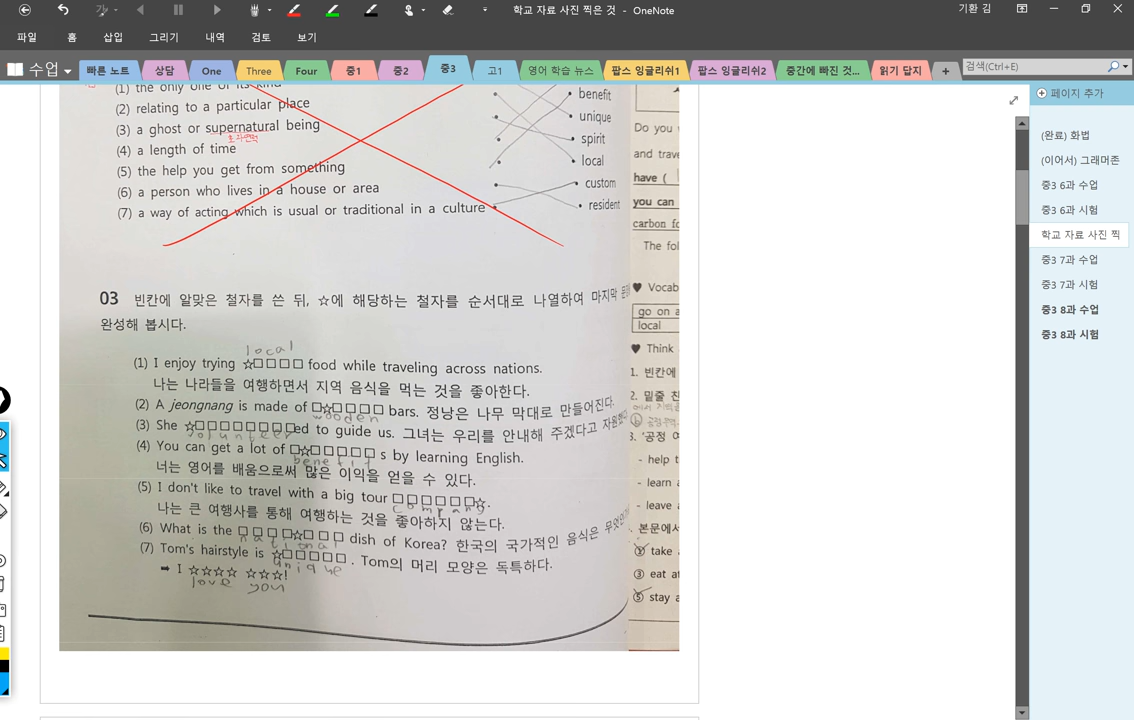 학교 자료 사진 찍은 것 - OneNote
기환 김
파일 홈 삽입 그리기 내역 검토 보기
수업 빠른 노트 상담 One Three Four 중1 중2 중3 고1 영어 학습 뉴스 팝스 잉글리쉬1 팝스 잉글리쉬2 중간에 빠진 것... 읽기 답지 + 검색(Ctrl+E)
페이지 추가
(완료) 화법
(이어서) 그래머존
중3 6과 수업
중3 6과 시험
학교 자료 사진 찍
중3 7과 수업
중3 7과 시험
중3 8과 수업
중3 8과 시험
(1) the only one of its kind
(2) relating to a particular place
(3) a ghost or supernatural being
초자연적
(4) a length of time
(5) the help you get from something
(6) a person who lives in a house or area
(7) a way of acting which is usual or traditional in a culture
benefit
unique
spirit
local
custom
resident
03 빈칸에 알맞은 철자를 쓴 뒤, ☆에 해당하는 철자를 순서대로 나열하여 마지막
완성해 봅시다.
local
(1) I enjoy trying ☆□□□□ food while traveling across nations.
나는 나라들을 여행하면서 지역 음식을 먹는 것을 좋아한다.
(2) A jeongnang is made of □☆□□□□ bars. 정낭은 나무 막대로 만들어진다.
wooden
(3) She ☆□□□□□□□□ed to guide us. 그녀는 우리를 안내해 주겠다고 자원했다.
volunteer
(4) You can get a lot of □☆□□□□□ s by learning English.
benefit
너는 영어를 배움으로써 많은 이익을 얻을 수 있다.
(5) I don't like to travel with a big tour □□□□□□☆.
company
나는 큰 여행사를 통해 여행하는 것을 좋아하지 않는다.
(6) What is the □□□□☆□□□ dish of Korea? 한국의 국가적인 음식은 무엇인가
national
(7) Tom's hairstyle is ☆□□□□□. Tom의 머리 모양은 독특하다.
unique
➡ I ☆☆☆☆ ☆☆☆!
love you
Do you
and trave
have (
you can
carbon fo
The fol
♥ Vocab
go on a
local
♥ Think
1. 빈칸에
2. 밑줄 친
3. '공정 여
- help t
- learn a
- leave
본문에서
① take a
③ eat at
⑤ stay a